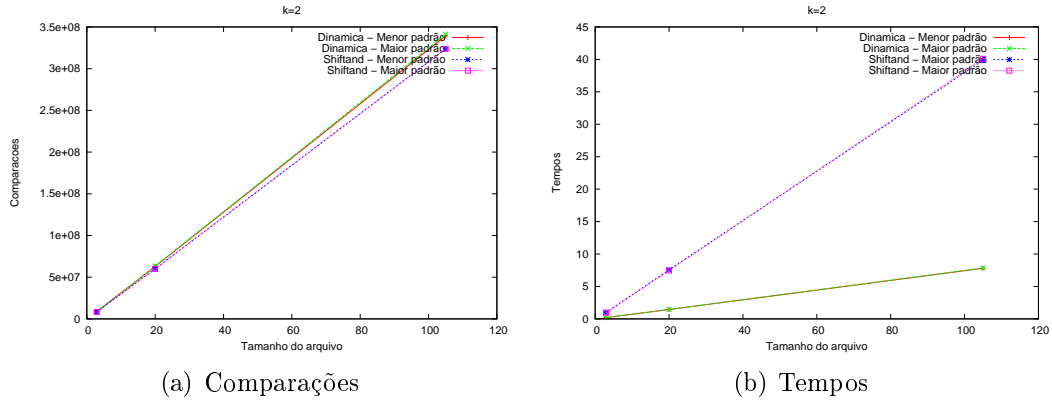 k=2
Comparacoes
3.5e+08
3e+08
2.5e+08
2e+08
1.5e+08
1e+08
5e+07
0
Dinamica – Menor padrão
Dinamica – Maior padrão
Shiftand – Menor padrão
Shiftand – Maior padrão
0 20 40 60 80 100 120
Tamanho do arquivo
(a) Comparações
k=2
Tempos
45
40
35
30
25
20
15
10
5
0
Dinamica – Menor padrão
Dinamica – Maior padrão
Shiftand – Menor padrão
Shiftand – Maior padrão
0 20 40 60 80 100 120
Tamanho do arquivo
(b) Tempos